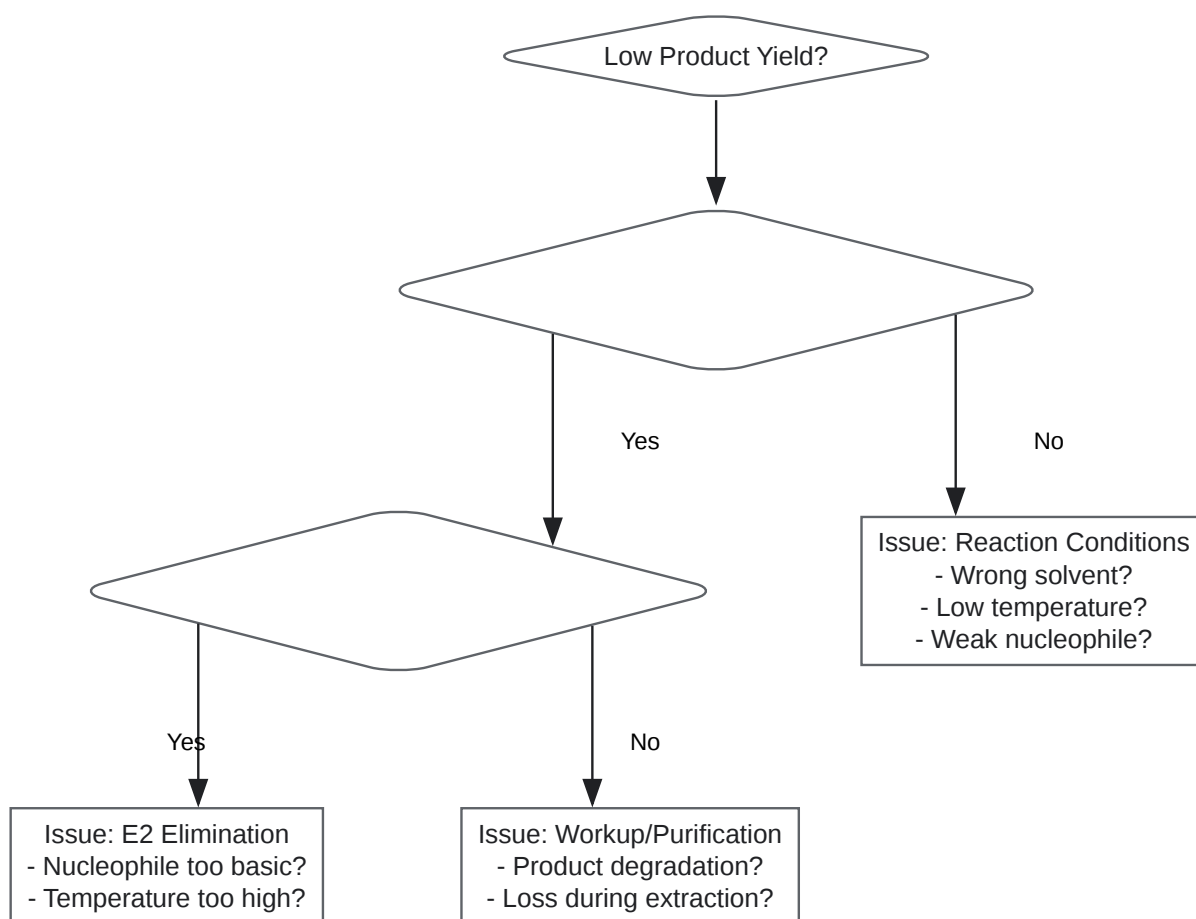 Low Product Yield?
Yes
No
Issue: Reaction Conditions
- Wrong solvent?
- Low temperature?
- Weak nucleophile?
Yes
No
Issue: E2 Elimination
- Nucleophile too basic?
- Temperature too high?
Issue: Workup/Purification
- Product degradation?
- Loss during extraction?